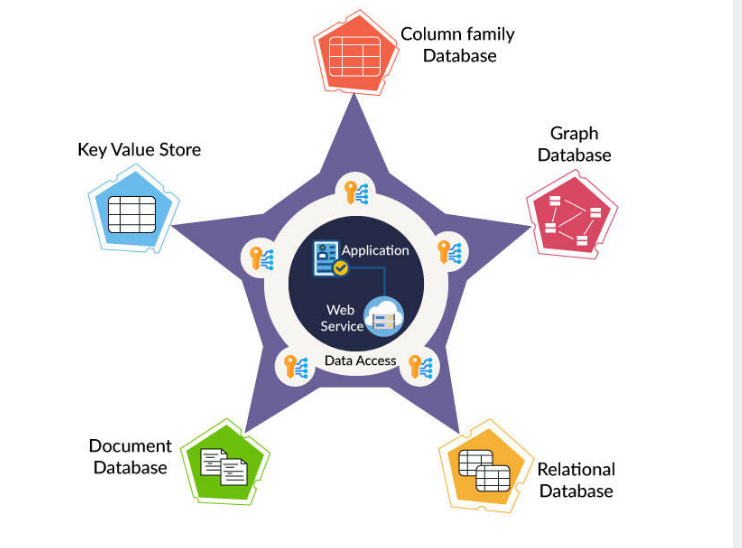 Column family
Database
Graph
Database
Key Value Store
Application
Web
Service
Data Access
Document
Database
Relational
Database